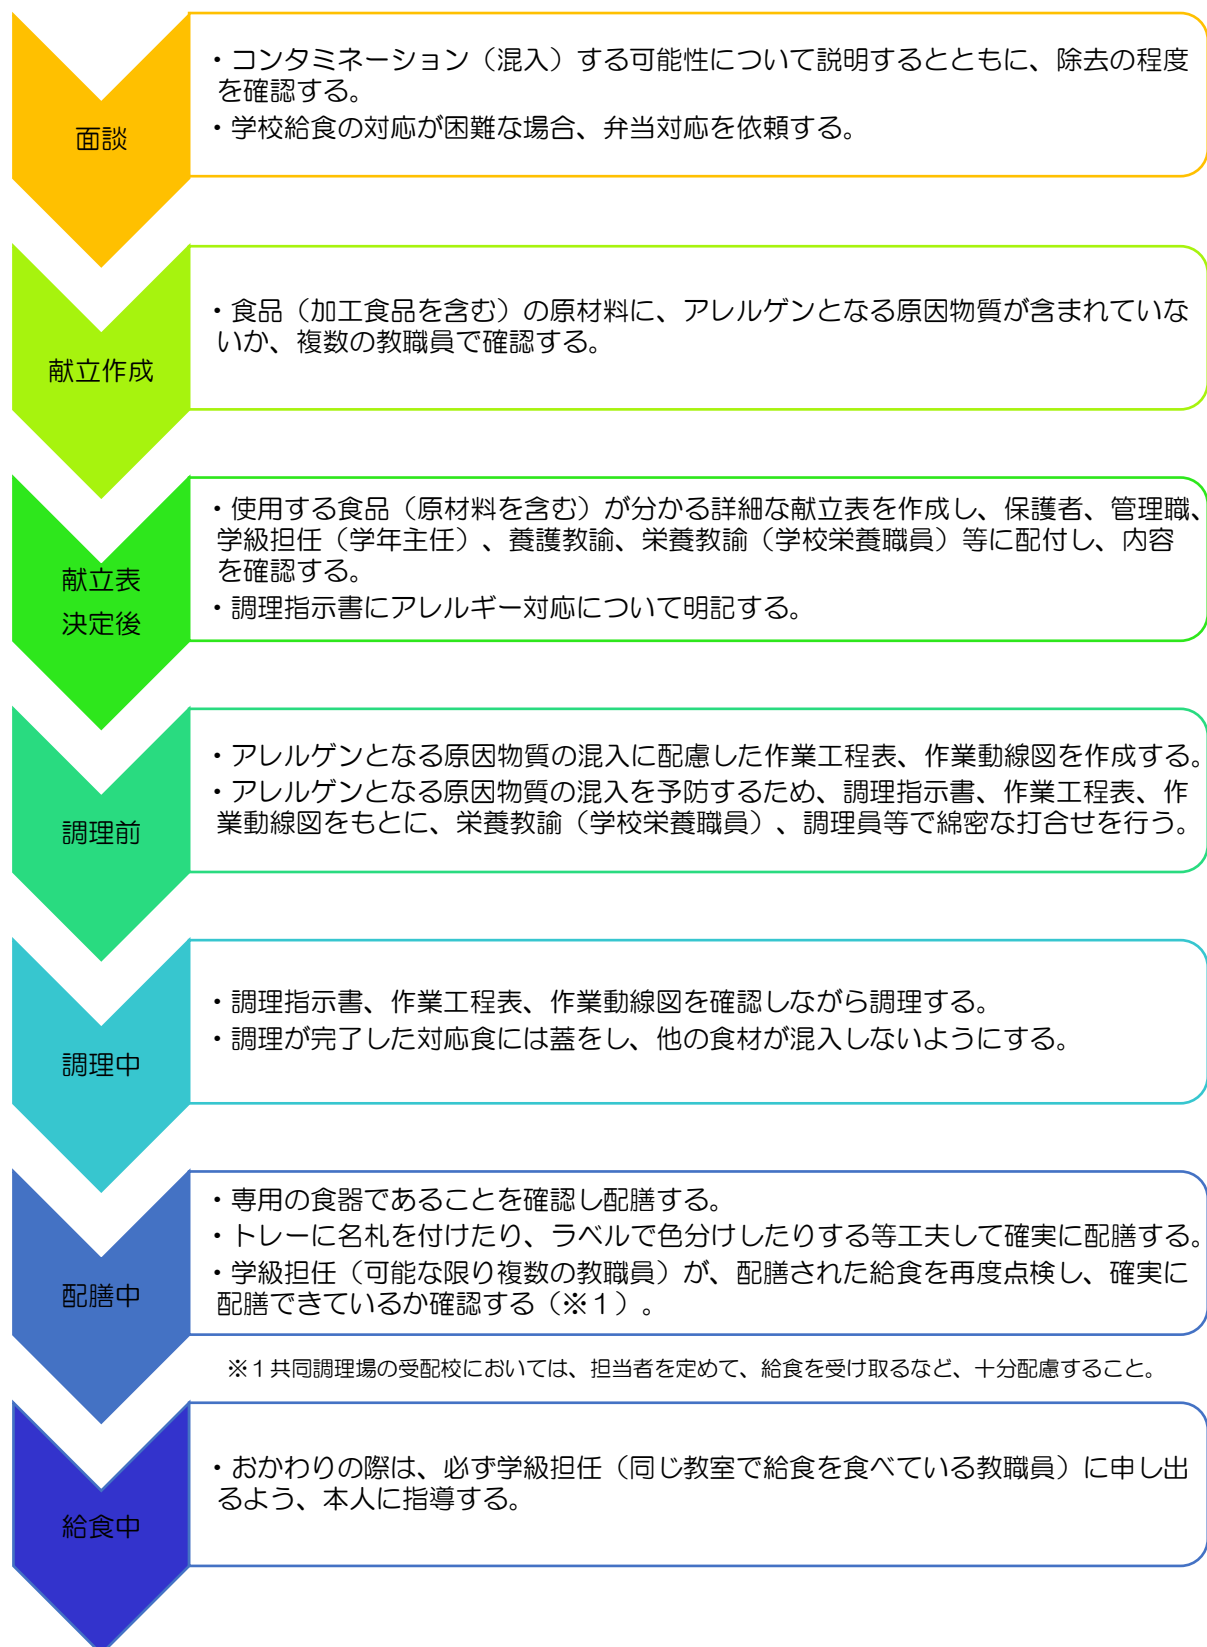 面談
・コンタミネーション（混入）する可能性について説明するとともに、除去の程度
を確認する。
・学校給食の対応が困難な場合、弁当対応を依頼する。
献立作成
・食品（加工食品を含む）の原材料に、アレルゲンとなる原因物質が含まれていな
いか、複数の教職員で確認する。
献立表
決定後
・使用する食品（原材料を含む）が分かる詳細な献立表を作成し、保護者、管理職、
学級担任（学年主任）、養護教諭、栄養教諭（学校栄養職員）等に配付し、内容
を確認する。
・調理指示書にアレルギー対応について明記する。
調理前
・アレルゲンとなる原因物質の混入に配慮した作業工程表、作業動線図を作成する。
・アレルゲンとなる原因物質の混入を予防するため、調理指示書、作業工程表、作
業動線図をもとに、栄養教諭（学校栄養職員）、調理員等で綿密な打合せを行う。
調理中
・調理指示書、作業工程表、作業動線図を確認しながら調理する。
・調理が完了した対応食には蓋をし、他の食材が混入しないようにする。
配膳中
・専用の食器であることを確認し配膳する。
・トレーに名札を付けたり、ラベルで色分けしたりする等工夫して確実に配膳する。
・学級担任（可能な限り複数の教職員）が、配膳された給食を再度点検し、確実に
配膳できているか確認する（※１）。
※１共同調理場の受配校においては、担当者を定めて、給食を受け取るなど、十分配慮すること。
給食中
・おかわりの際は、必ず学級担任（同じ教室で給食を食べている教職員）に申し出
るよう、本人に指導する。